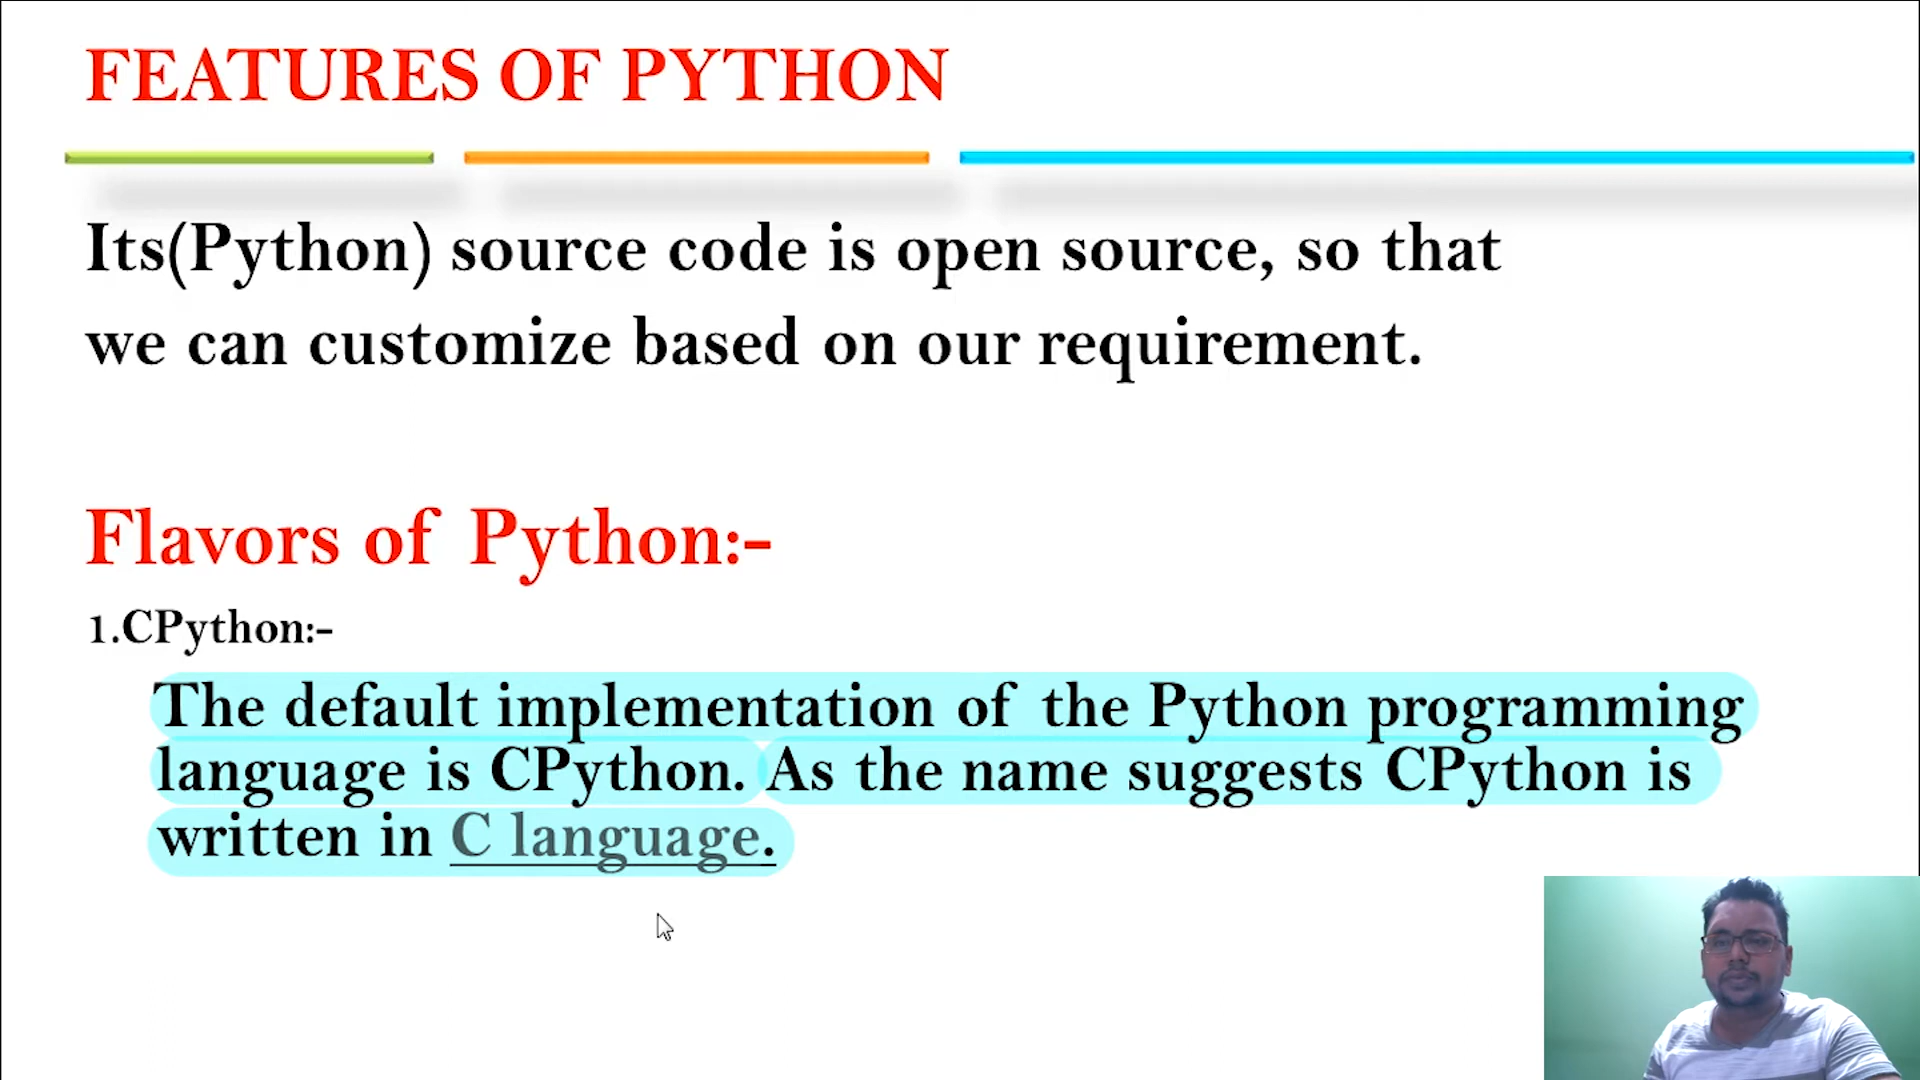 FEATURES OF PYTHON
Its(Python) source code is open source, so that
we can customize based on our requirement.
Flavors of Python:-
1.CPython:-
The default implementation of the Python programming
language is CPython. As the name suggests CPython is
written in C language.